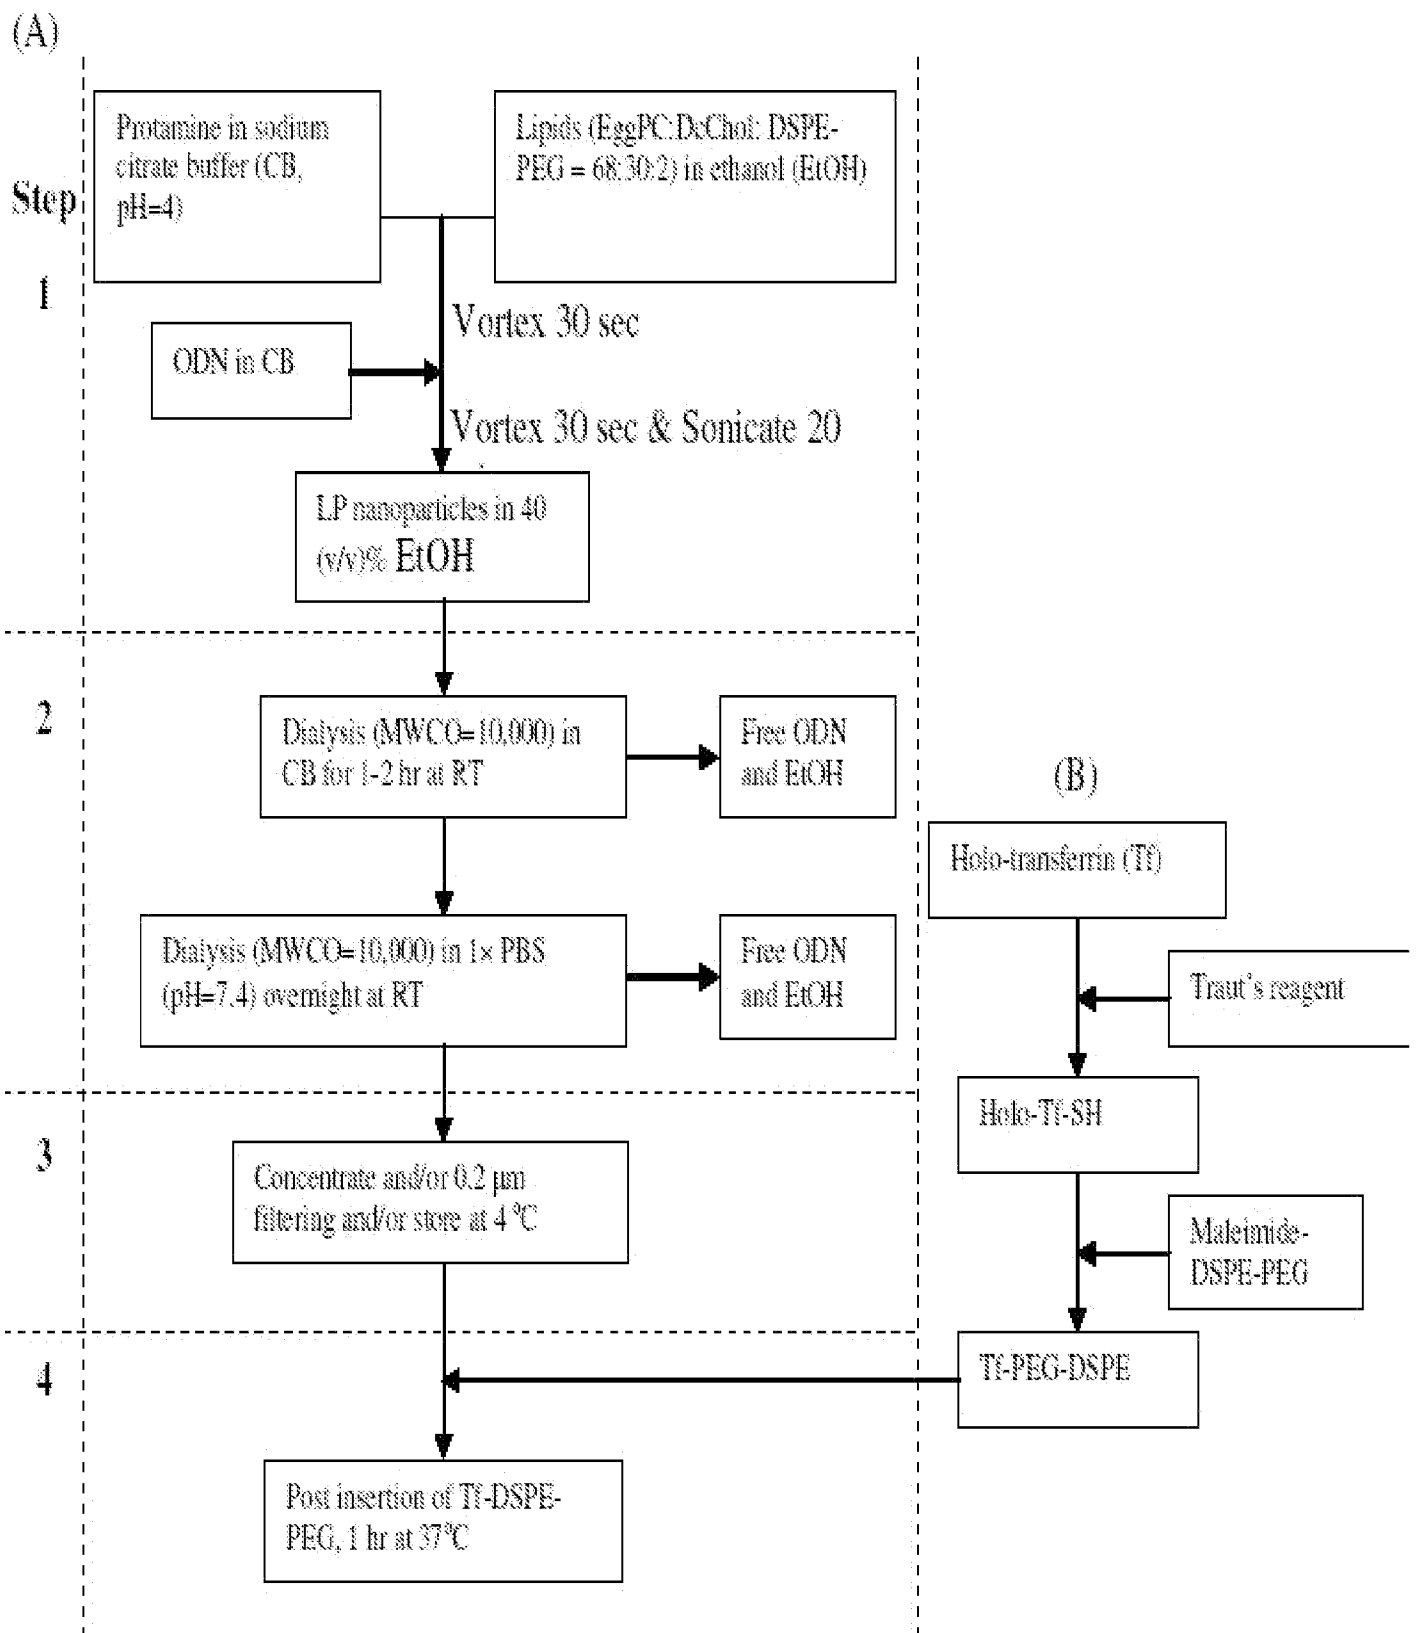 (A)
Protamine in sodium
citrate buffer (CB,
pH=4)
Lipids (EggPC:DcChol: DSPE-
PEG = 68:30:2) in ethanol (EtOH)
Step
1
Vortex 30 sec
ODN in CB
Vortex 30 sec & Sonicate 20
LP nanoparticles in 40
(v/v)% EtOH
2
Dialysis (MWCO=10,000) in
CB for 1-2 hr at RT
Free ODN
and EtOH
Dialysis (MWCO=10,000) in 1× PBS
(pH=7.4) overnight at RT
Free ODN
and EtOH
3
Concentrate and/or 0.2 μm
filtering and/or store at 4 °C
4
Post insertion of Tf-DSPE-
PEG, 1 hr at 37°C
(B)
Holo-transferrin (Tf)
Traut's reagent
Holo-Tf-SH
Maleimide-
DSPE-PEG
Tf-PEG-DSPE